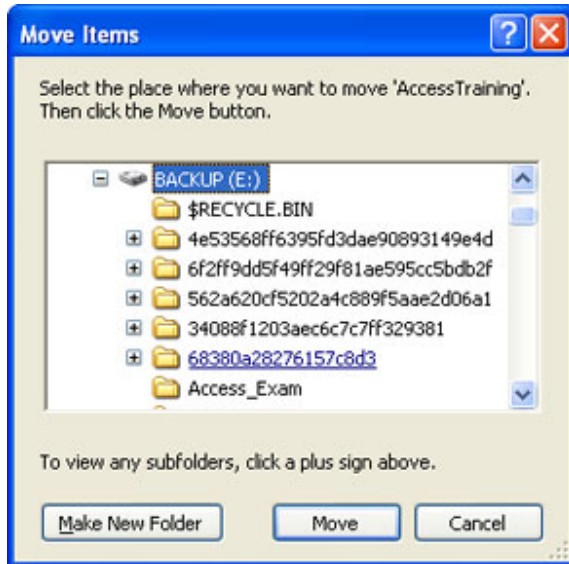 Move Items
Select the place where you want to move 'AccessTraining'.
Then click the Move button.
BACKUP (E:)
$RECYCLE.BIN
4e53568ff6395fd3dae90893149e4d
6f2ff9dd5f49ff29f81ae595cc5bdb2f
562a620cf5202a4c889f5aae2d06a1
34088f1203aec6c7c7ff329381
68380a28276157c8d3
Access_Exam
To view any subfolders, click a plus sign above.
Make New Folder Move Cancel